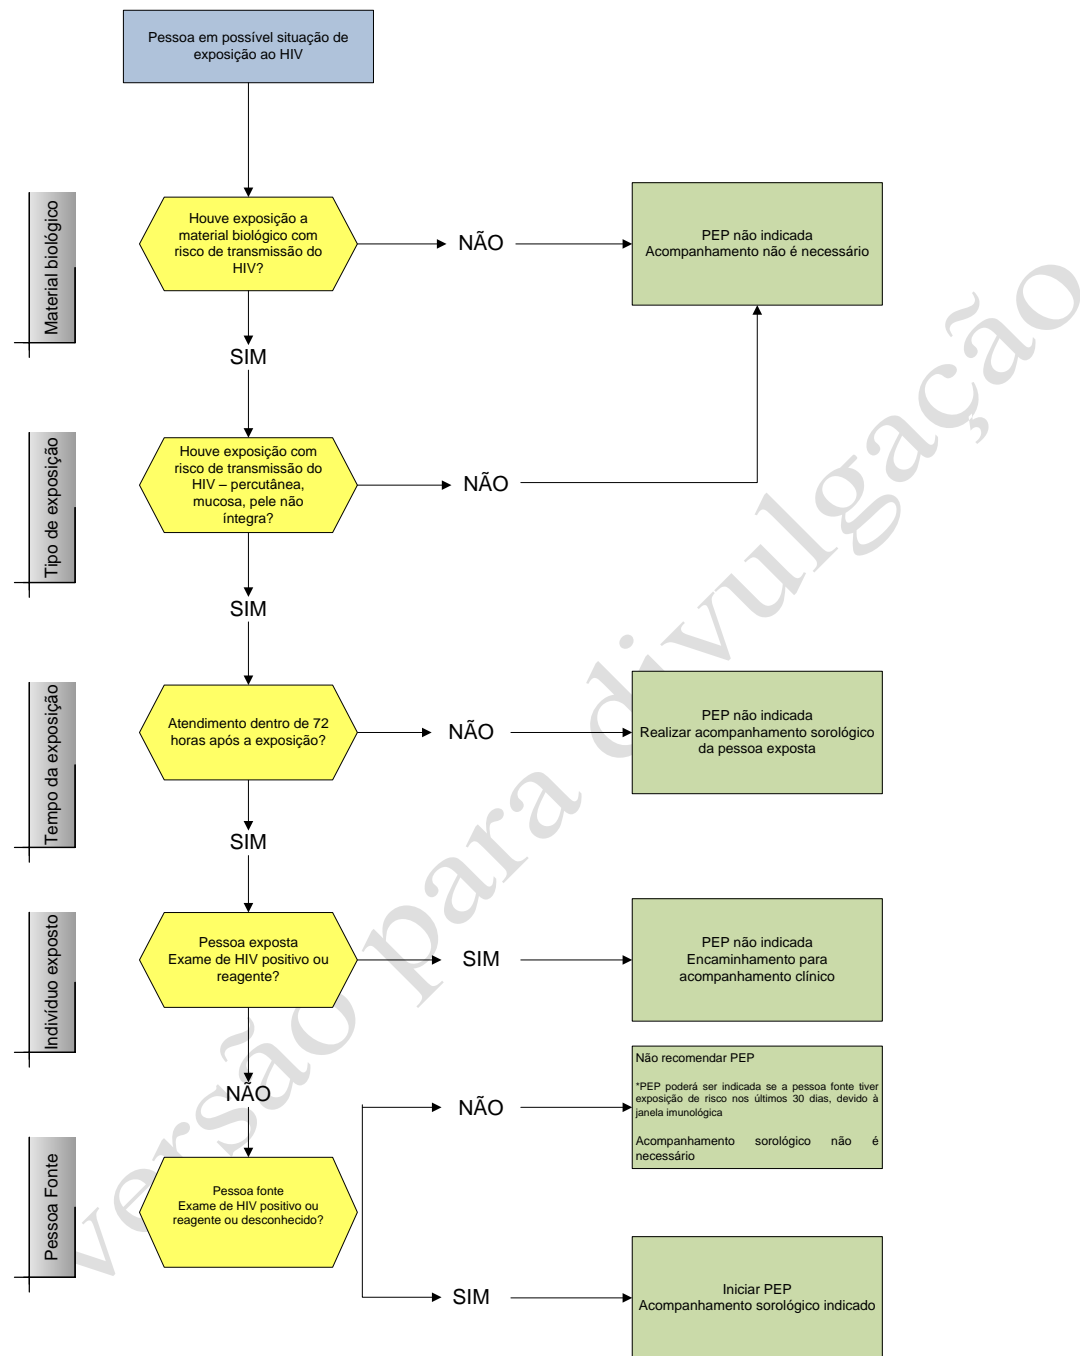 Pessoa em possível situação de
exposição ao HIV
Material biológico
Houve exposição a
material biológico com
risco de transmissão do
HIV?
NÃO
PEP não indicada
Acompanhamento não é necessário
SIM
Tipo de exposição
Houve exposição com
risco de transmissão do
HIV – percutânea,
mucosa, pele não
íntegra?
NÃO
SIM
Tempo da exposição
Atendimento dentro de 72
horas após a exposição?
NÃO
PEP não indicada
Realizar acompanhamento sorológico
da pessoa exposta
SIM
Indivíduo exposto
Pessoa exposta
Exame de HIV positivo ou
reagente?
SIM
PEP não indicada
Encaminhamento para
acompanhamento clínico
NÃO
Pessoa Fonte
Pessoa fonte
Exame de HIV positivo ou
reagente ou desconhecido?
NÃO
Não recomendar PEP
*PEP poderá ser indicada se a pessoa fonte tiver
exposição de risco nos últimos 30 dias, devido à
janela imunológica
Acompanhamento sorológico não é
necessário
SIM
Iniciar PEP
Acompanhamento sorológico indicado
versão para divulgação